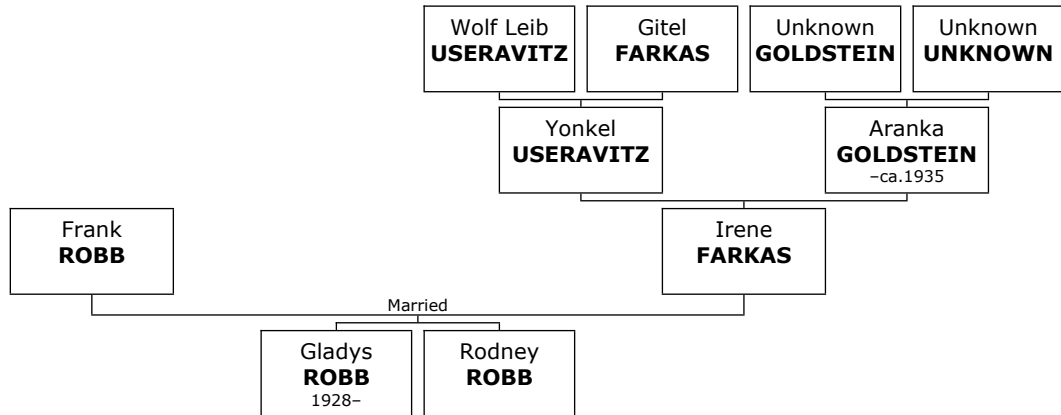 Wolf Leib
USERAVITZ
Gitel
FARKAS
Unknown
GOLDSTEIN
Unknown
UNKNOWN
Yonkel
USERAVITZ
Aranka
GOLDSTEIN
–ca.1935
Frank
ROBB
Irene
FARKAS
Married
Gladys
ROBB
1928–
Rodney
ROBB